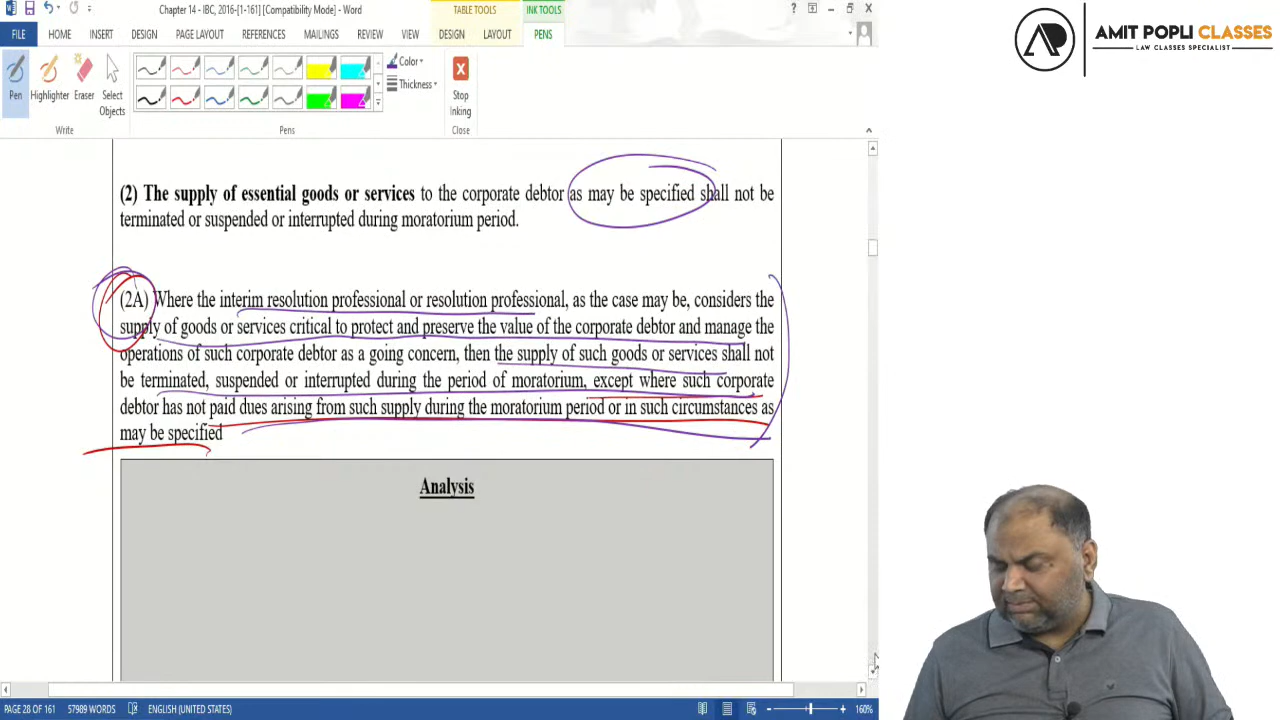 Chapter 14 - IBC, 2016-[1-161] [Compatibility Mode] - Word
TABLE TOOLS
INK TOOLS
?
FILE
HOME
INSERT
DESIGN
PAGE LAYOUT
REFERENCES
MAILINGS
REVIEW
VIEW
DESIGN
LAYOUT
PENS
Pen
Highlighter
Eraser
Select
Objects
Write
Pens
Color
Thickness
Stop
Inking
Close
AMIT POPLI CLASSES
LAW CLASSES SPECIALIST
(2) The supply of essential goods or services to the corporate debtor as may be specified shall not be
terminated or suspended or interrupted during moratorium period.
(2A) Where the interim resolution professional or resolution professional, as the case may be, considers the
supply of goods or services critical to protect and preserve the value of the corporate debtor and manage the
operations of such corporate debtor as a going concern, then the supply of such goods or services shall not
be terminated, suspended or interrupted during the period of moratorium, except where such corporate
debtor has not paid dues arising from such supply during the moratorium period or in such circumstances as
may be specified
Analysis
PAGE 28 OF 161
57989 WORDS
ENGLISH (UNITED STATES)
160%